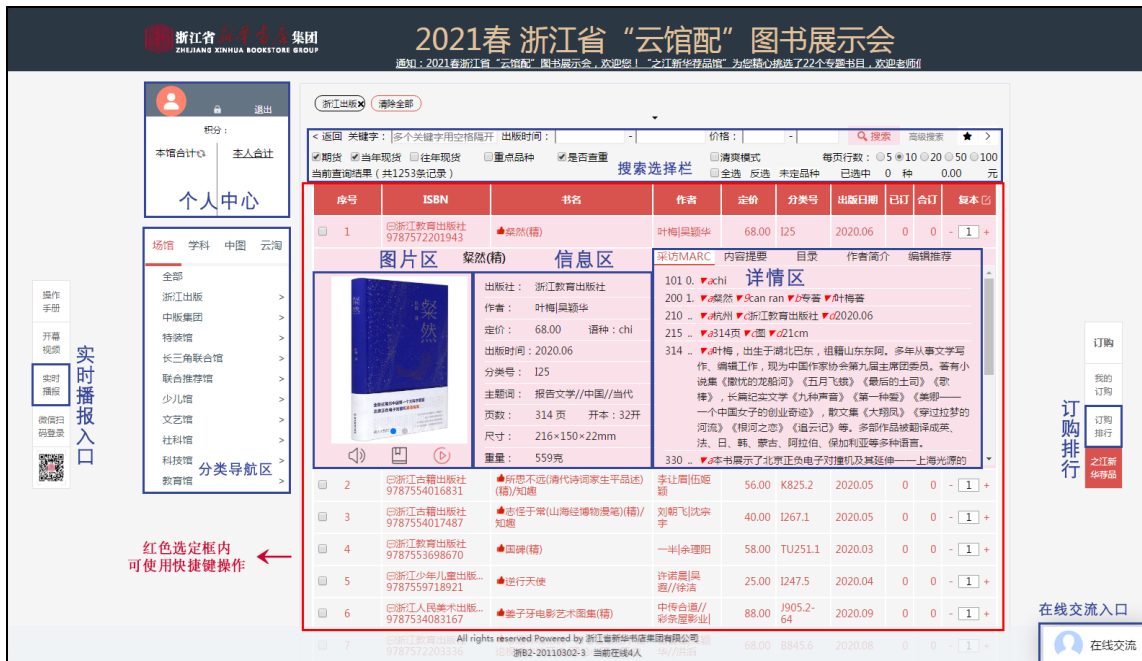 浙江省新华书店集团
ZHEJIANG XINHUA BOOKSTORE GROUP
2021春 浙江省“云馆配”图书展示会
通知：2021春浙江省“云馆配”图书展示会，欢迎您！“之江新华荐品馆”为您精心挑选了22个专题书目，欢迎老师
退出
积分：
本馆合计 本人合计
个人中心
场馆 学科 中图 云淘
全部
浙江出版 >
中版集团 >
特装馆 >
长三角联合馆 >
联合推荐馆 >
少儿馆 >
文艺馆 >
社科馆 >
科技馆 >
教育馆 >
分类导航区
操作
手册
开幕
视频
实时
播报
微信扫
码登录
实时播报入口
红色选定框内
可使用快捷键操作
浙江出版× 清除全部
< 返回 关键字： 多个关键字用空格隔开 出版时间： - 价格： - 搜索 高级搜索 ★ >
期货 当年现货 往年现货 重点品种 是否查重 清爽模式 每页行数： 5 10 20 50 100
搜索选择栏
当前查询结果（共1253条记录） 全选 反选 未定品种 已选中 0 种 0.00 元
序号 ISBN 书名 作者 定价 分类号 出版日期 已订 合订 复本
1 浙江教育出版社 9787572201943 粲然(精) 叶梅|吴颖华 68.00 I25 2020.06 0 0 - 1 +
图片区 粲然(精) 信息区
粲然
出版社： 浙江教育出版社
作者： 叶梅|吴颖华
定价： 68.00 语种：chi
出版时间：2020.06
分类号： I25
主题词： 报告文学//中国//当代
页数： 314 页 开本：32开
尺寸： 216×150×22mm
重量： 559克
采访MARC 内容提要 目录 作者简介 编辑推荐
详情区
101 0. ▼achi
200 1. ▼a粲然▼9can ran▼b专著▼f叶梅著
210 .. ▼a杭州▼c浙江教育出版社▼d2020.06
215 .. ▼a314页▼c图▼d21cm
314 .. ▼a叶梅，出生于湖北巴东，祖籍山东东阿。多年从事文学写
作、编辑工作，现为中国作家协会第九届主席团委员。著有小
说集《撒忧的龙船河》《五月飞蛾》《最后的土司》《歌
棒》，长篇纪实文学《九种声音》《第一种爱》《美卿——
一个中国女子的创业奇迹》，散文集《大翔凤》《穿过拉梦的
河流》《根河之恋》《追云记》等。多部作品被翻译成英、
法、日、韩、蒙古、阿拉伯、保加利亚等多种语言。
330 .. ▼a本书展示了北京正负电子对撞机及其延伸——上海光源的
2 浙江古籍出版社 9787554016831 所思不远(清代诗词家生平品述)(精)/知趣 李让眉|伍姬颖 56.00 K825.2 2020.05 0 0 - 1 +
3 浙江古籍出版社 9787554017487 志怪于常(山海经博物漫笔)(精)/知趣 刘朝飞|沈宗宇 40.00 I267.1 2020.05 0 0 - 1 +
4 浙江教育出版社 9787553698670 国碑(精) 一半|余理阳 58.00 TU251.1 2020.03 0 0 - 1 +
5 浙江少年儿童出版... 9787559718921 逆行天使 许诺晨|吴遐//徐洁 25.00 I247.5 2020.04 0 0 - 1 +
6 浙江人民美术出版... 9787534083167 姜子牙电影艺术图集(精) 中传合道//彩条屋影业| 88.00 J905.2-64 2020.09 0 0 - 1 +
7 浙江教育出版社 9787572203336 68.00 B845.6 2020.08 0 0 - 1 +
All rights reserved Powered by 浙江省新华书店集团有限公司
浙B2-20110302-3 当前在线4人
订购
我的
订购
订购
排行
之江新
华荐品
订购排行
在线交流入口
在线交流